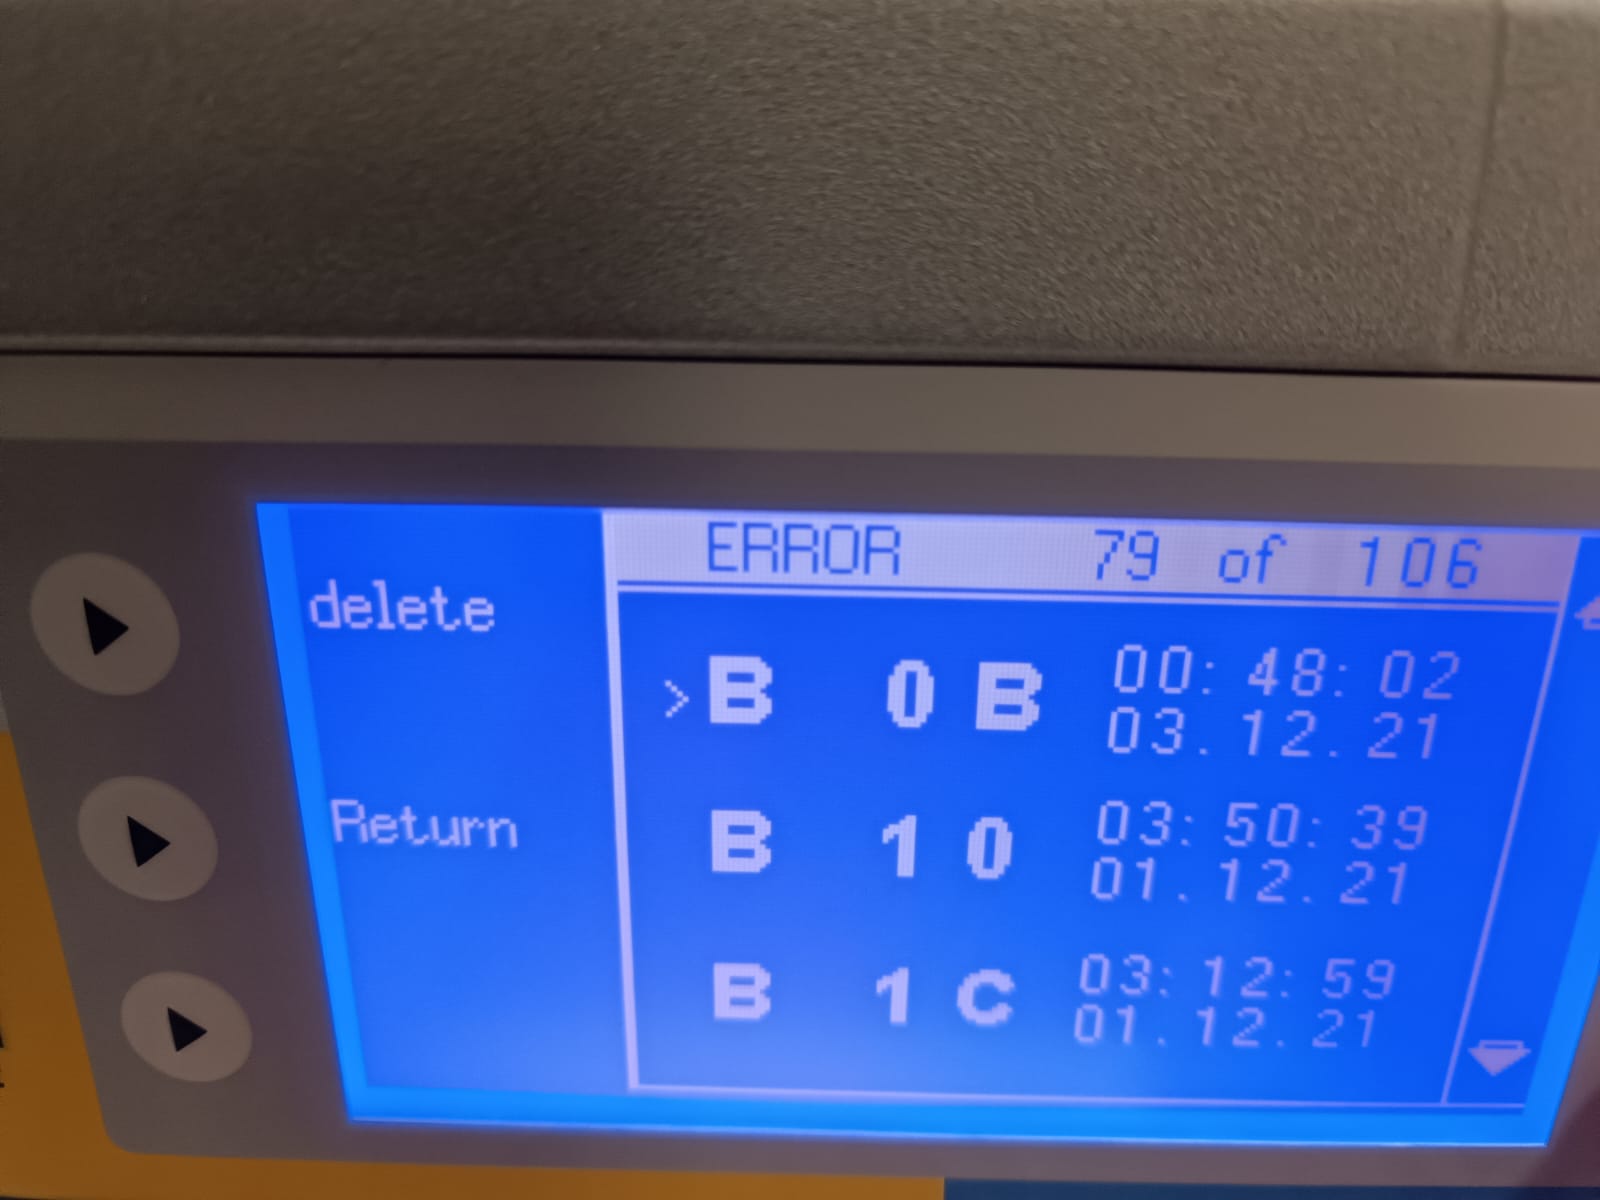 ERROR 79 of 106
delete
>B 0B 00:48:02
03.12.21
Return
B 10 03:50:39
01.12.21
B 1C 03:12:59
01.12.21